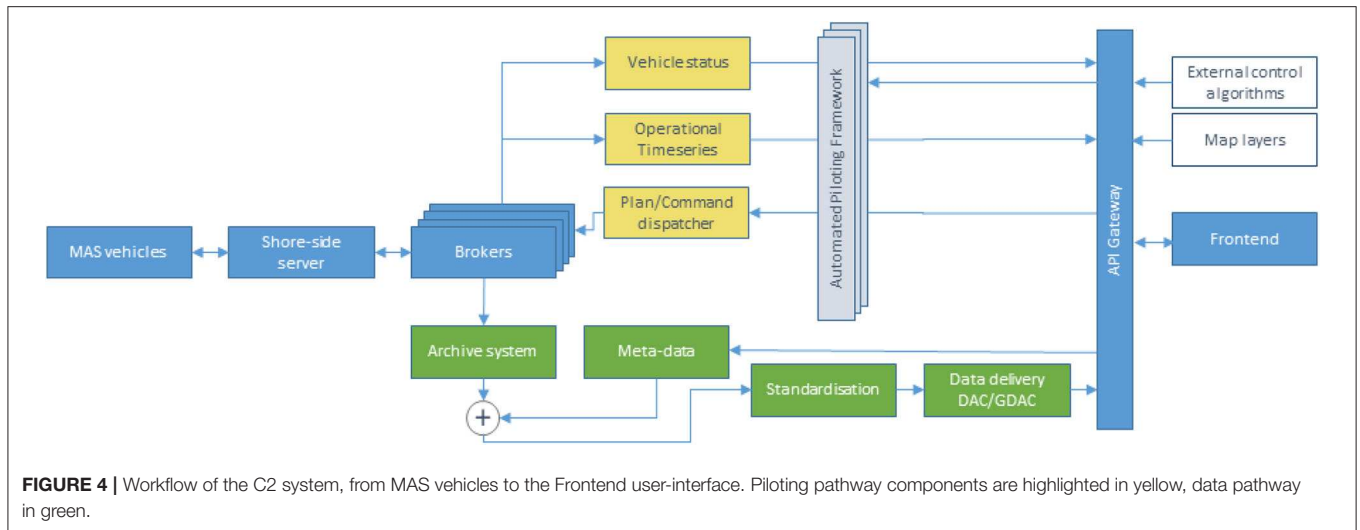 Vehicle status
Operational
Timeseries
Plan/Command
dispatcher
Automated Piloting Framework
API Gateway
External control
algorithms
Map layers
Frontend
MAS vehicles
Shore-side
server
Brokers
Archive system
Meta-data
+
Standardisation
Data delivery
DAC/GDAC
FIGURE 4 | Workflow of the C2 system, from MAS vehicles to the Frontend user-interface. Piloting pathway components are highlighted in yellow, data pathway
in green.